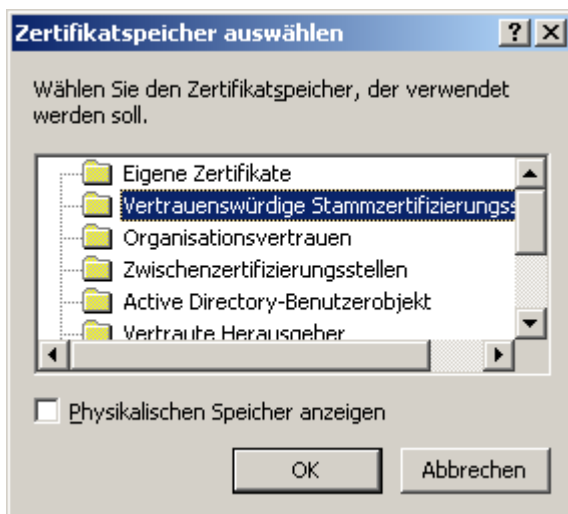 Zertifikatspeicher auswählen
Wählen Sie den Zertifikatspeicher, der verwendet
werden soll.
Eigene Zertifikate
Vertrauenswürdige Stammzertifizierungss
Organisationsvertrauen
Zwischenzertifizierungsstellen
Active Directory-Benutzerobjekt
Vertraute Herausgeber
Physikalischen Speicher anzeigen
OK
Abbrechen